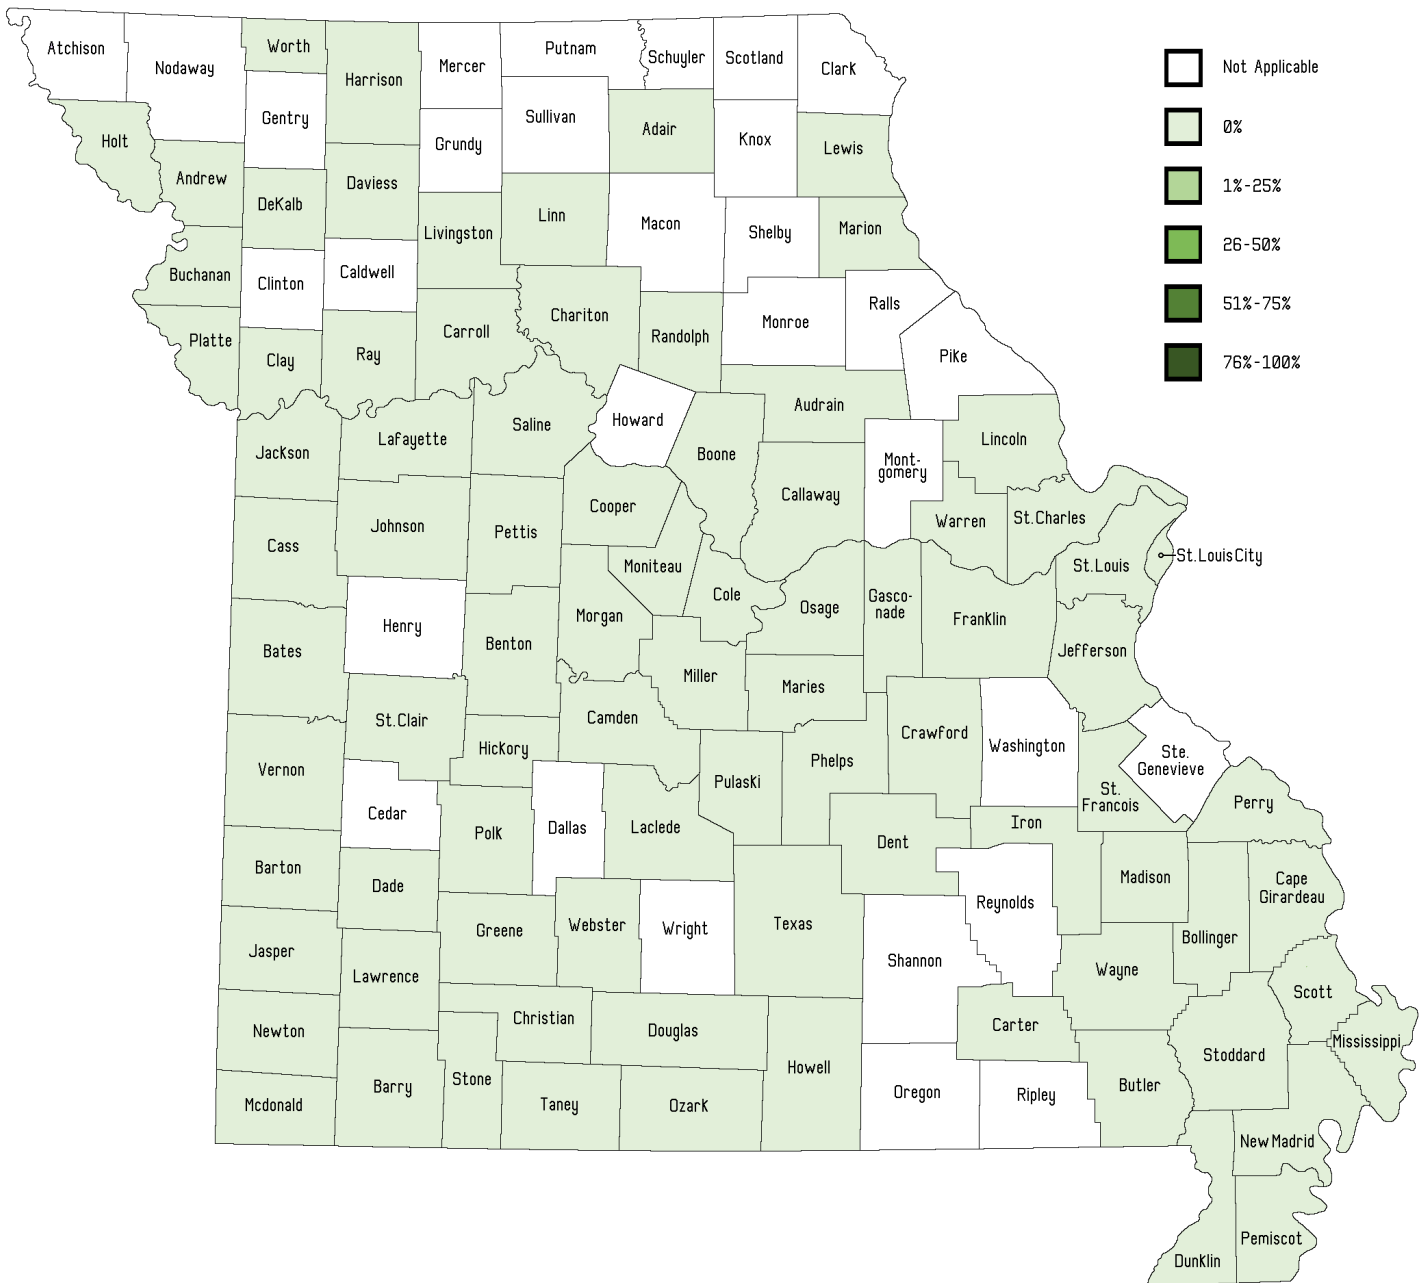 Atchison
Nodaway
Worth
Harrison
Mercer
Putnam
Schuyler
Scotland
Clark
Not Applicable
Gentry
Sullivan
Holt
Grundy
Adair
Knox
Lewis
0%
Andrew
DeKalb
Daviess
Livingston
Linn
Macon
Shelby
Marion
1%-25%
Buchanan
Clinton
Caldwell
Chariton
Randolph
Monroe
Ralls
26-50%
Platte
Clay
Ray
Carroll
Pike
51%-75%
76%-100%
Howard
Audrain
Jackson
Lafayette
Saline
Boone
Lincoln
Mont-
gomery
Cooper
Callaway
Warren
St.Charles
Cass
Johnson
Pettis
Moniteau
St.Louis
St.LouisCity
Cole
Osage
Gasco-
nade
Franklin
Henry
Morgan
Benton
Bates
Jefferson
Miller
Maries
St.Clair
Camden
Hickory
Crawford
Washington
Ste.
Genevieve
Vernon
Phelps
Pulaski
St.
Francois
Perry
Cedar
Polk
Dallas
Laclede
Dent
Iron
Barton
Dade
Madison
Cape
Girardeau
Reynolds
Jasper
Greene
Webster
Wright
Texas
Bollinger
Lawrence
Shannon
Wayne
Scott
Newton
Christian
Douglas
Carter
Mississippi
Stoddard
Mcdonald
Barry
Stone
Taney
Ozark
Howell
Oregon
Ripley
Butler
New Madrid
Pemiscot
Dunklin